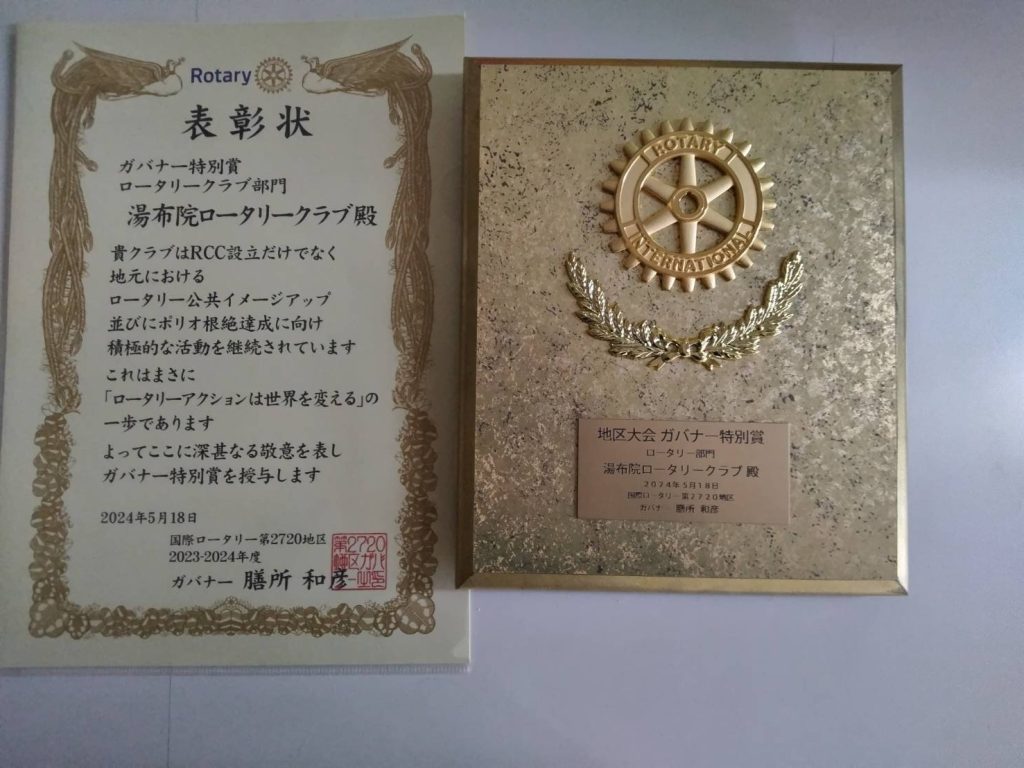 Rotary
表彰状
ガバナー特別賞
ロータリークラブ部門
湯布院ロータリークラブ殿
貴クラブはRCC設立だけでなく
地元における
ロータリー公共イメージアップ
並びにポリオ根絶達成に向け
積極的な活動を継続されています
これはまさに
「ロータリーアクションは世界を変える」の
一歩であります
よってここに深甚なる敬意を表し
ガバナー特別賞を授与します
2024年5月18日
国際ロータリー第2720地区
2023-2024年度
ガバナー 膳所 和彦
ROTARY
INTERNATIONAL
地区大会 ガバナー特別賞
ロータリー部門
湯布院ロータリークラブ 殿
2024年5月18日
国際ロータリー第2720地区
ガバナー 膳所 和彦